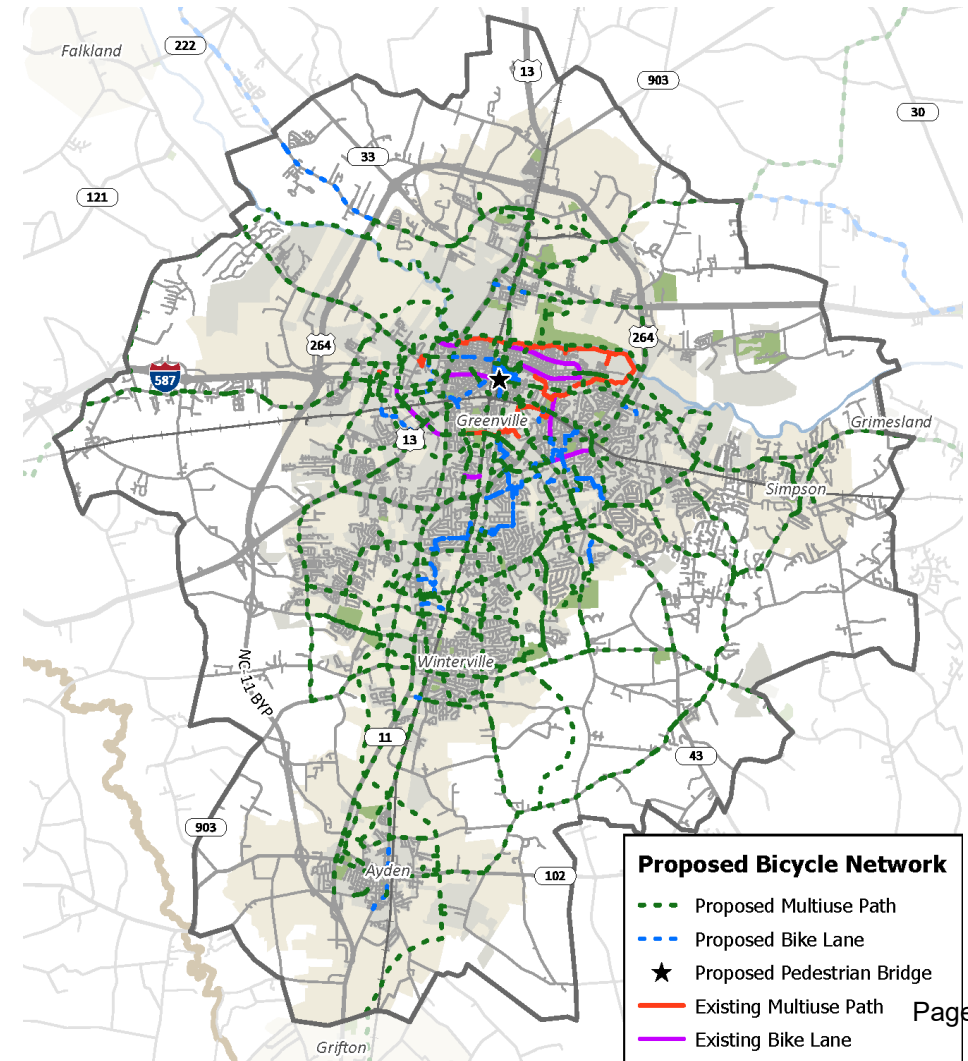 Falkland
222
13
903
30
33
121
264
264
587
Greenville
Grimesland
13
Simpson
NC-11 BYP
Winterville
11
43
903
Ayden
102
Grifton
Proposed Bicycle Network
Proposed Multiuse Path
Proposed Bike Lane
Proposed Pedestrian Bridge
Existing Multiuse Path
Page
Existing Bike Lane